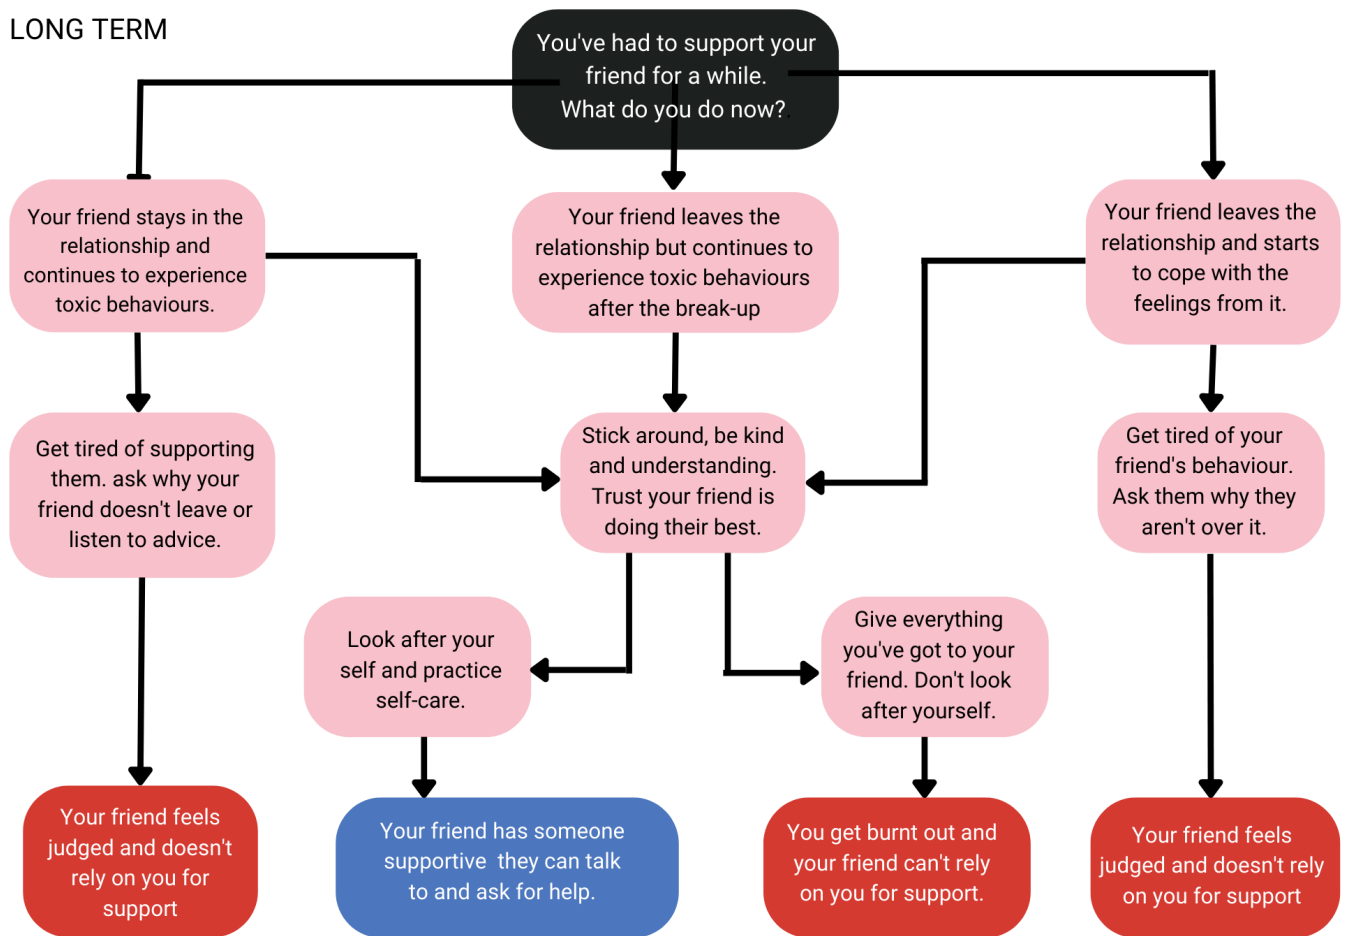 LONG TERM
You've had to support your
friend for a while.
What do you do now?.
Your friend stays in the
relationship and
continues to experience
toxic behaviours.
Your friend leaves the
relationship but continues to
experience toxic behaviours
after the break-up
Your friend leaves the
relationship and starts
to cope with the
feelings from it.
Get tired of supporting
them. ask why your
friend doesn't leave or
listen to advice.
Stick around, be kind
and understanding.
Trust your friend is
doing their best.
Get tired of your
friend's behaviour.
Ask them why they
aren't over it.
Look after your
self and practice
self-care.
Give everything
you've got to your
friend. Don't look
after yourself.
Your friend feels
judged and doesn't
rely on you for
support
Your friend has someone
supportive they can talk
to and ask for help.
You get burnt out and
your friend can't rely
on you for support.
Your friend feels
judged and doesn't rely
on you for support